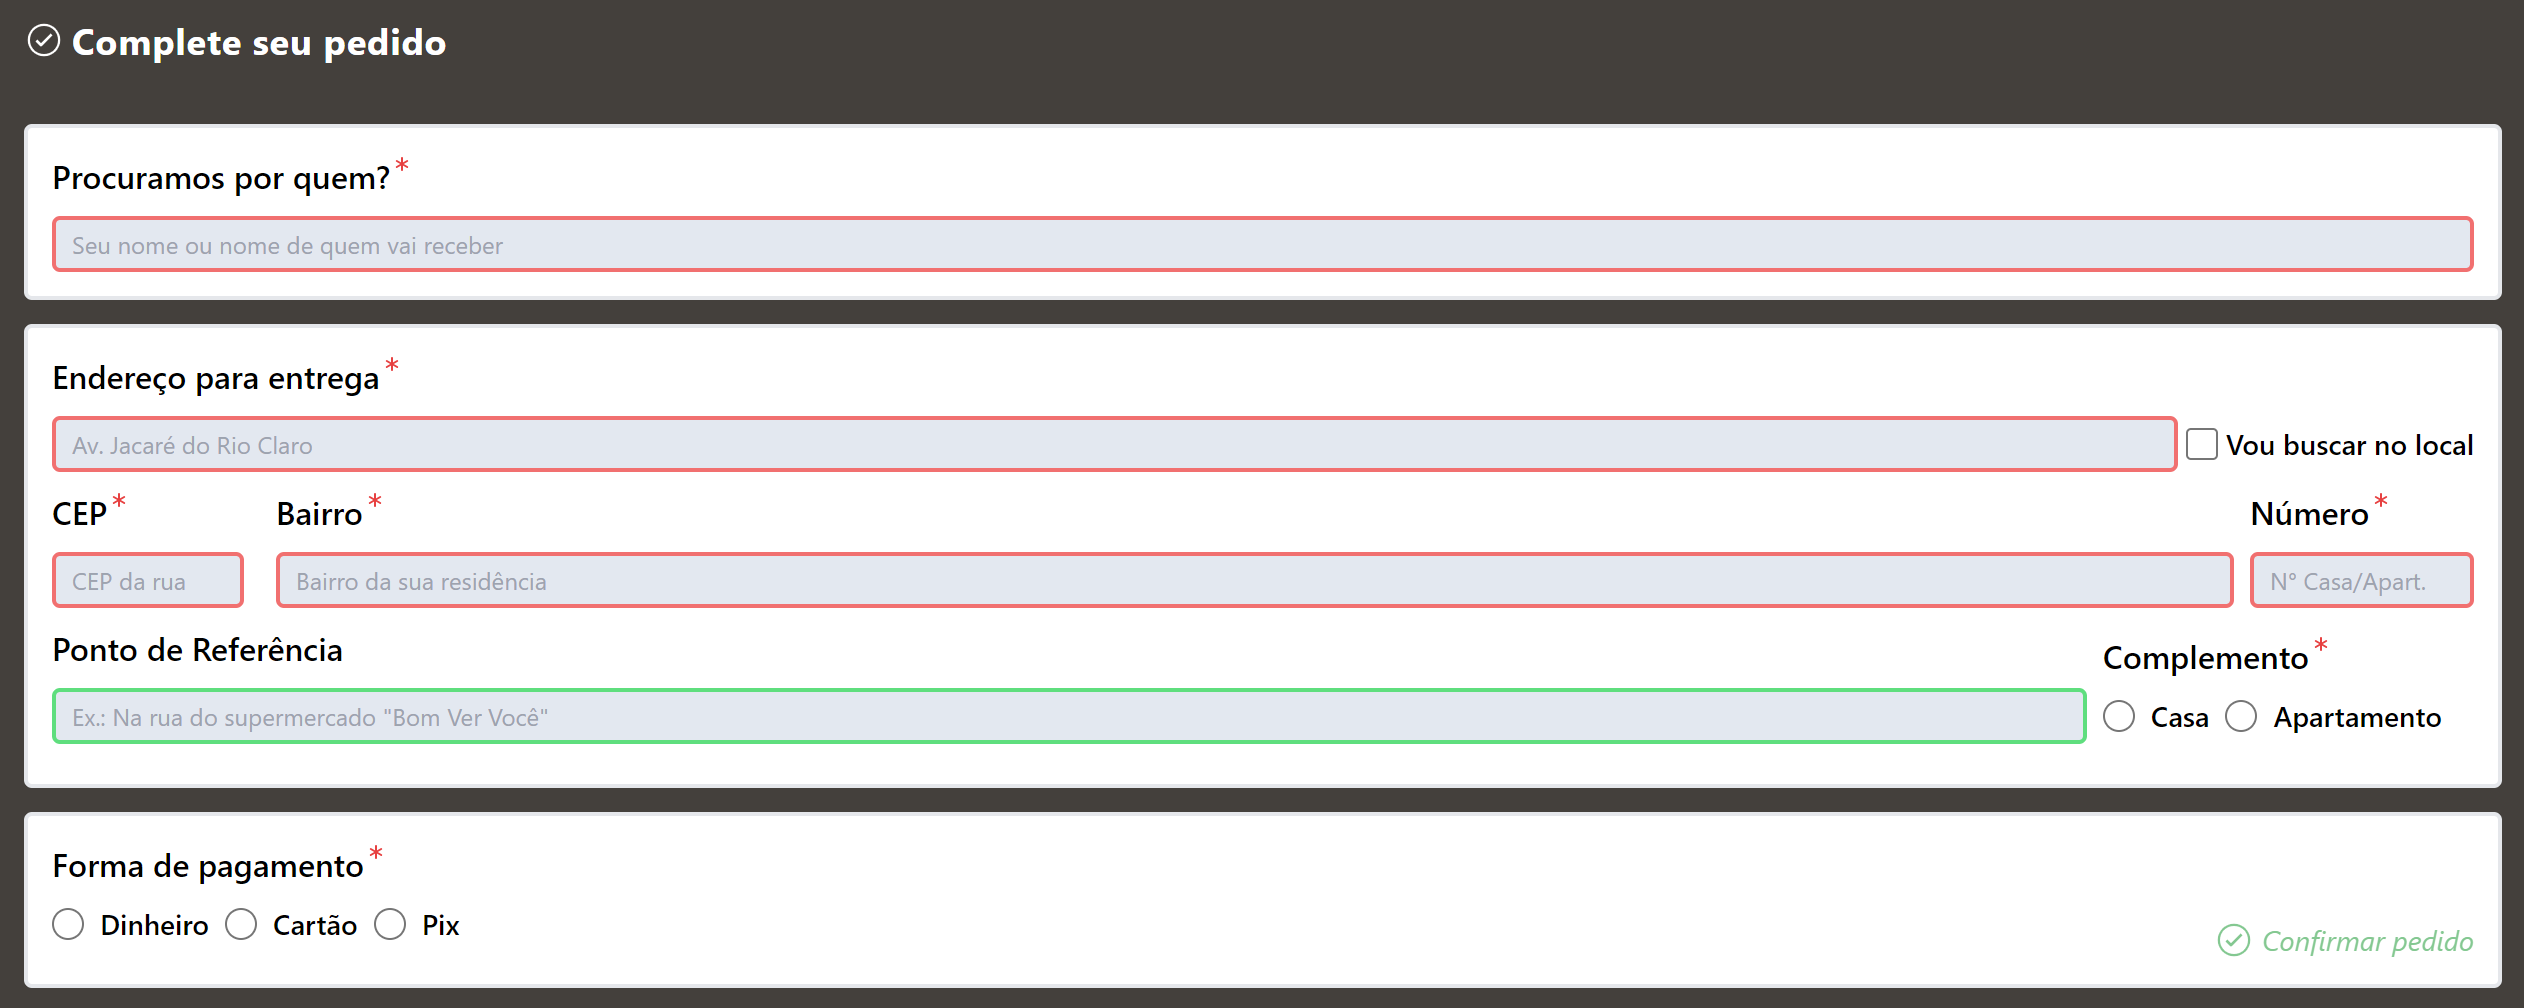 Complete seu pedido
Procuramos por quem?*
Seu nome ou nome de quem vai receber
Endereço para entrega*
Av. Jacaré do Rio Claro
Vou buscar no local
CEP* Bairro* Número*
CEP da rua Bairro da sua residência N° Casa/Apart.
Ponto de Referência Complemento*
Ex.: Na rua do supermercado "Bom Ver Você" Casa Apartamento
Forma de pagamento*
Dinheiro Cartão Pix
Confirmar pedido